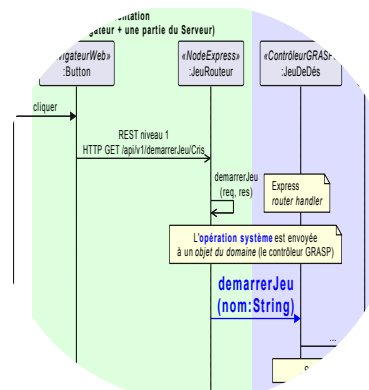 (Navigateur + une partie du Serveur)
«NavigateurWeb»
:Button
«NodeExpress»
:JeuRouteur
«ContrôleurGRASP»
:JeuDeDés
cliquer
REST niveau 1
HTTP GET /api/v1/demarrerJeu/Cris
demarrerJeu
(req, res)
Express
router handler
L'opération système est envoyée
à un objet du domaine (le contrôleur GRASP)
demarrerJeu
(nom:String)
...